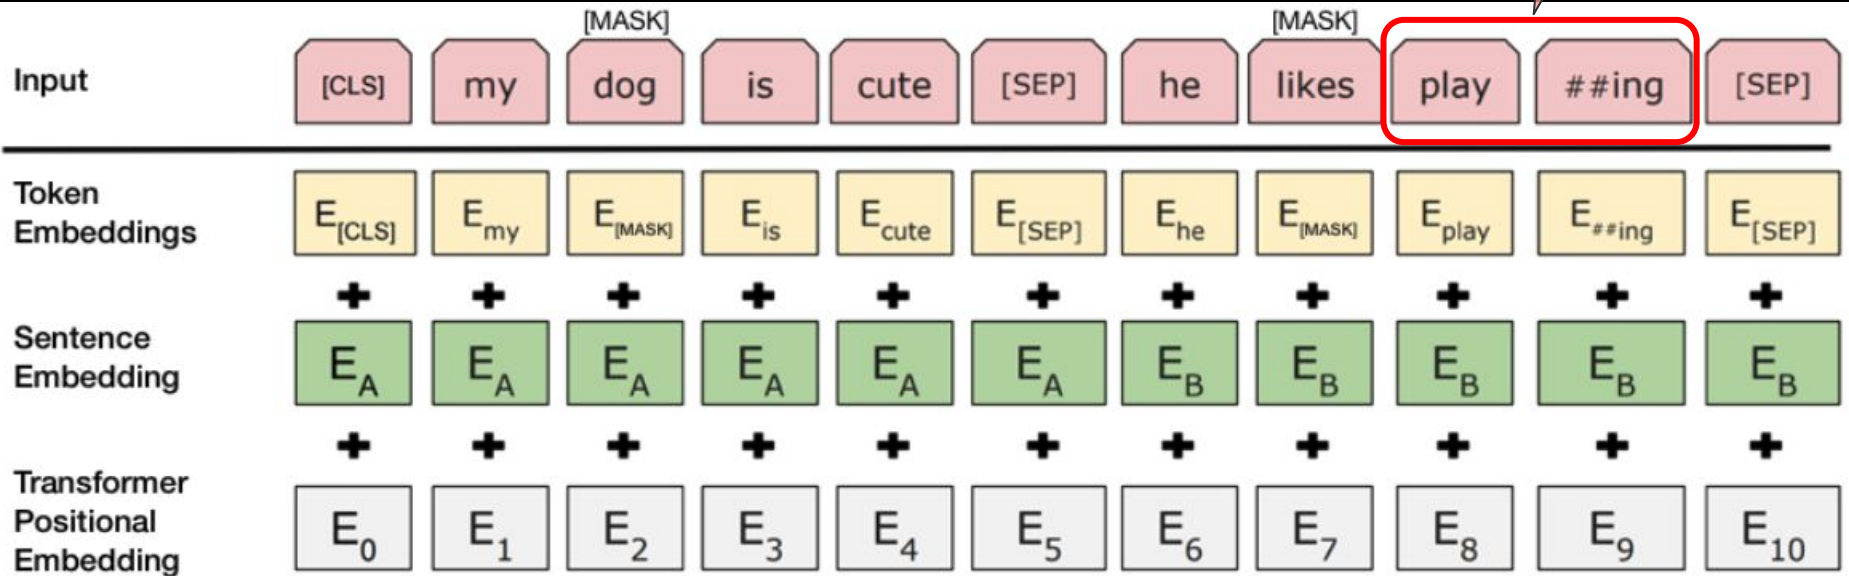 [MASK] [MASK]
Input [CLS] my dog is cute [SEP] he likes play ##ing [SEP]
Token
Embeddings
E[CLS] Emy E[MASK] Eis Ecute E[SEP] Ehe E[MASK] Eplay E##ing E[SEP]
+ + + + + + + + + + +
Sentence
Embedding
EA EA EA EA EA EA EB EB EB EB EB
+ + + + + + + + + + +
Transformer
Positional
Embedding
E0 E1 E2 E3 E4 E5 E6 E7 E8 E9 E10